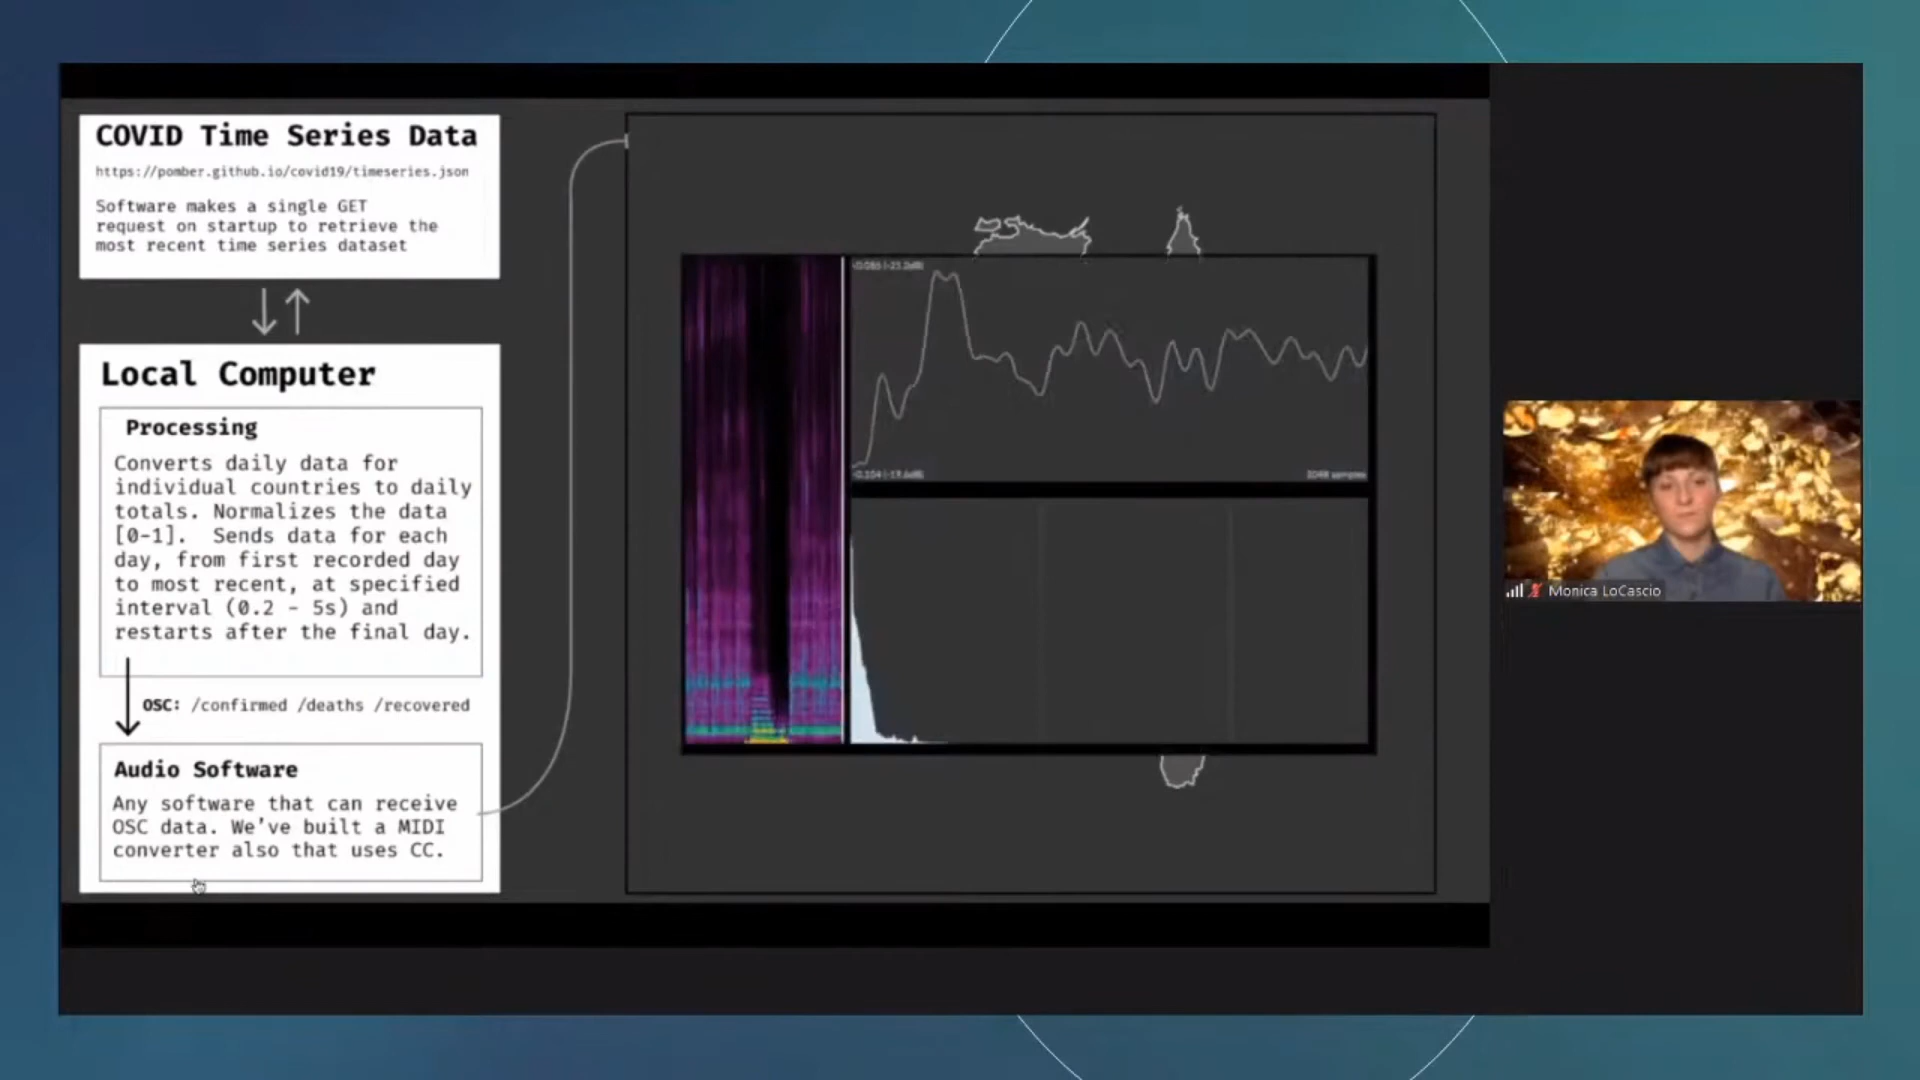 COVID Time Series Data
https://pomber.github.io/covid19/timeseries.json
Software makes a single GET
request on startup to retrieve the
most recent time series dataset
Local Computer
Processing
Converts daily data for
individual countries to daily
totals. Normalizes the data
[0-1]. Sends data for each
day, from first recorded day
to most recent, at specified
interval (0.2 - 5s) and
restarts after the final day.
OSC: /confirmed /deaths /recovered
Audio Software
Any software that can receive
OSC data. We've built a MIDI
converter also that uses CC.
2048 samples
Monica LoCascio